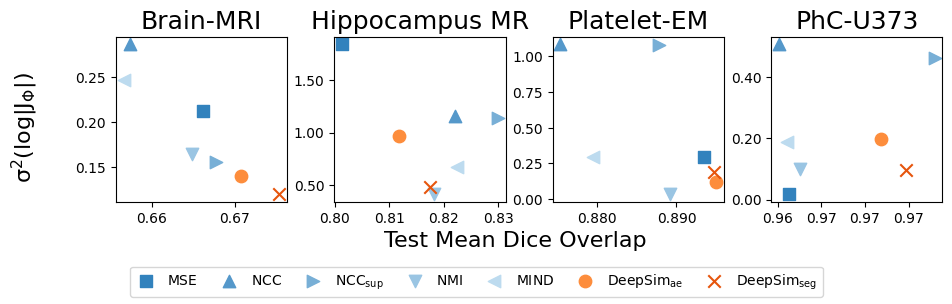 Brain-MRI Hippocampus MR Platelet-EM PhC-U373
σ²(log|J_Φ|)
0.25
0.20
0.15
0.66 0.67
1.50
1.00
0.50
0.80 0.81 0.82 0.83
1.00
0.75
0.50
0.25
0.00
0.880 0.890
0.40
0.20
0.00
0.96 0.97 0.97 0.97
Test Mean Dice Overlap
MSE NCC NCC_sup NMI MIND DeepSim_ae DeepSim_seg